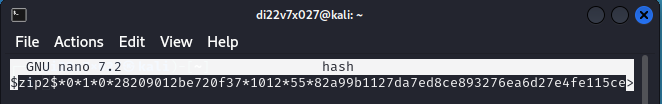 di22v7x027@kali: ~
File Actions Edit View Help
GNU nano 7.2 hash
$zip2$*0*1*0*28209012be720f37*1012*55*82a99b1127da7ed8ce893276ea6d27e4fe115ce>